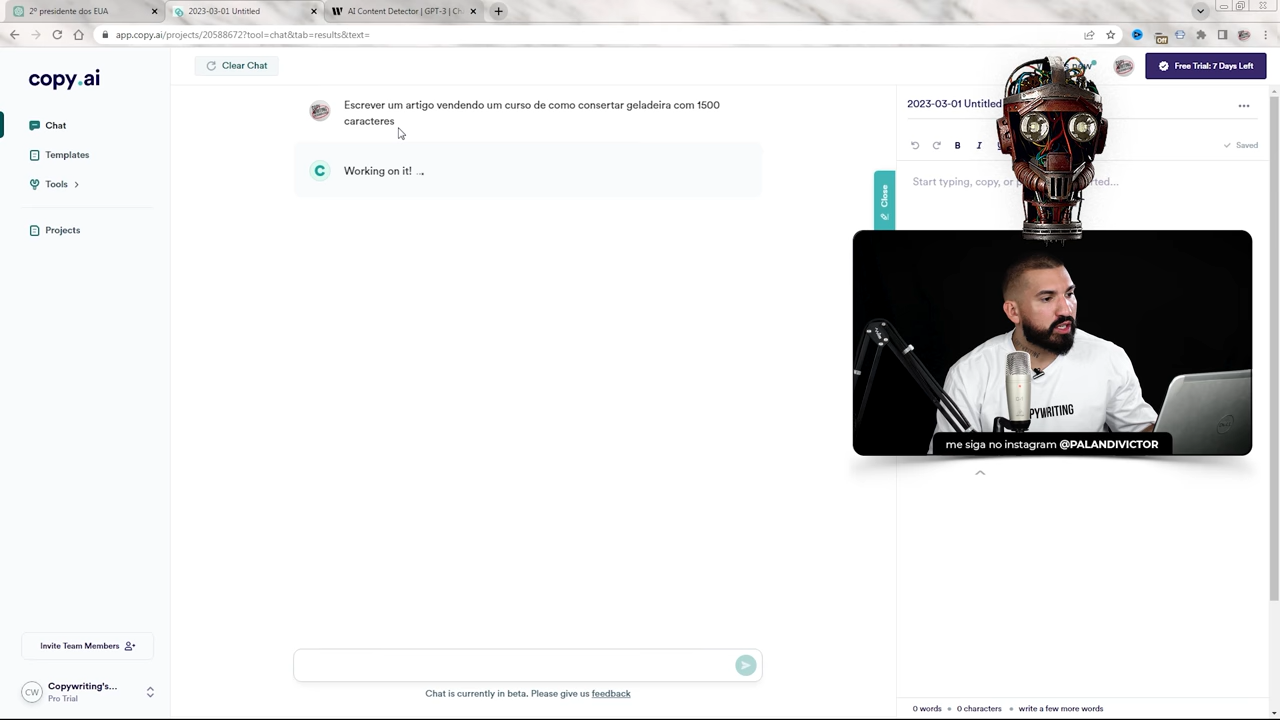 2º presidente dos EUA
2023-03-01 Untitled
AI Content Detector | GPT-3 | Ch
app.copy.ai/projects/20588672?tool=chat&tab=results&text=
Off
copy.ai
Clear Chat
Free Trial: 7 Days Left
Chat
Templates
Tools
Projects
Escrever um artigo vendendo um curso de como consertar geladeira com 1500
caracteres
Working on it!
2023-03-01 Untitled
B I
Saved
Start typing, copy, or
Close
PYWRITING
me siga no instagram @PALANDIVICTOR
Invite Team Members
CW
Copywriting's...
Pro Trial
Chat is currently in beta. Please give us feedback
0 words • 0 characters • write a few more words